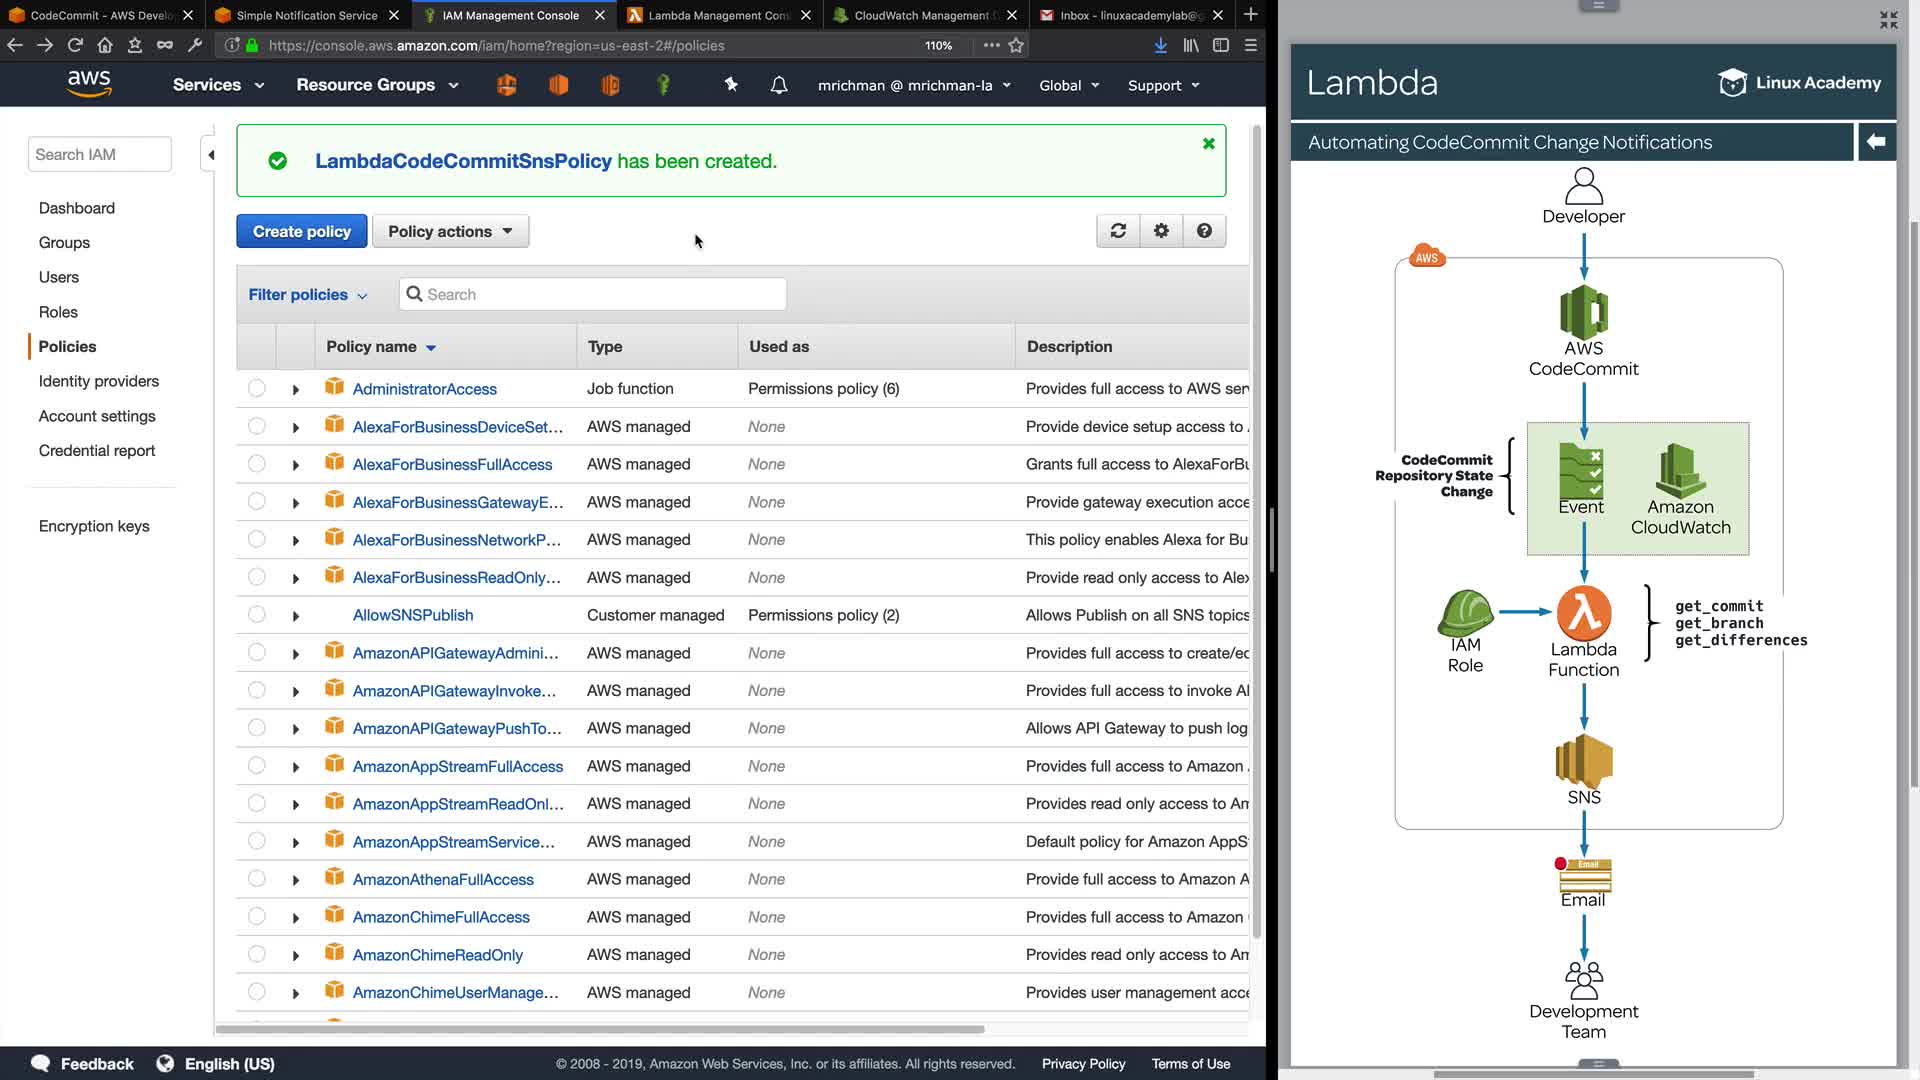 CodeCommit - AWS Develo
Simple Notification Service
IAM Management Console
Lambda Management Con
CloudWatch Management
Inbox - linuxacademylab@g
https://console.aws.amazon.com/iam/home?region=us-east-2#/policies
110%
aws
Services
Resource Groups
mrichman @ mrichman-la
Global
Support
Search IAM
Dashboard
Groups
Users
Roles
Policies
Identity providers
Account settings
Credential report
Encryption keys
LambdaCodeCommitSnsPolicy has been created.
Create policy
Policy actions
Filter policies
Search
Policy name Type Used as Description
AdministratorAccess Job function Permissions policy (6) Provides full access to AWS ser
AlexaForBusinessDeviceSet... AWS managed None Provide device setup access to
AlexaForBusinessFullAccess AWS managed None Grants full access to AlexaForBu
AlexaForBusinessGatewayE... AWS managed None Provide gateway execution acce
AlexaForBusinessNetworkP... AWS managed None This policy enables Alexa for Bu
AlexaForBusinessReadOnly... AWS managed None Provide read only access to Alex
AllowSNSPublish Customer managed Permissions policy (2) Allows Publish on all SNS topics
AmazonAPIGatewayAdmini... AWS managed None Provides full access to create/ed
AmazonAPIGatewayInvoke... AWS managed None Provides full access to invoke AI
AmazonAPIGatewayPushTo... AWS managed None Allows API Gateway to push log
AmazonAppStreamFullAccess AWS managed None Provides full access to Amazon
AmazonAppStreamReadOnl... AWS managed None Provides read only access to Am
AmazonAppStreamService... AWS managed None Default policy for Amazon AppS
AmazonAthenaFullAccess AWS managed None Provide full access to Amazon A
AmazonChimeFullAccess AWS managed None Provides full access to Amazon
AmazonChimeReadOnly AWS managed None Provides read only access to Am
AmazonChimeUserManage... AWS managed None Provides user management acce
Feedback
English (US)
© 2008 - 2019, Amazon Web Services, Inc. or its affiliates. All rights reserved.
Privacy Policy
Terms of Use
Lambda
Linux Academy
Automating CodeCommit Change Notifications
Developer
AWS
AWS
CodeCommit
CodeCommit
Repository State
Change
Event
Amazon
CloudWatch
IAM
Role
Lambda
Function
get_commit
get_branch
get_differences
SNS
Email
Email
Development
Team